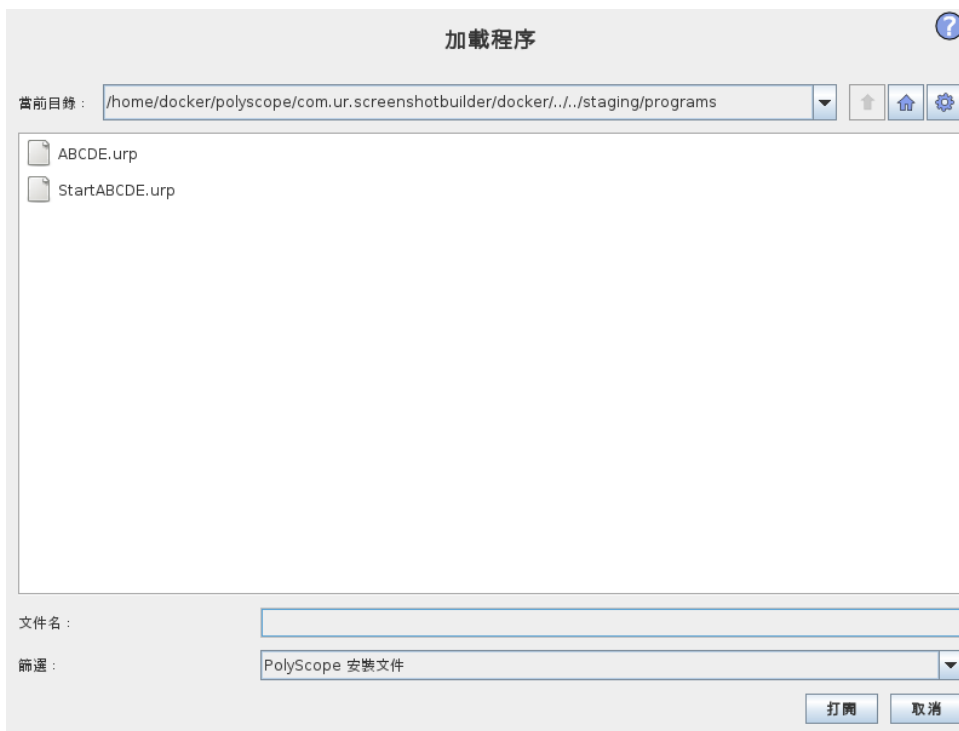 加載程序
?
當前目錄：
/home/docker/polyscope/com.ur.screenshotbuilder/docker/../../staging/programs
ABCDE.urp
StartABCDE.urp
文件名：
篩選：
PolyScope 安裝文件
打開
取消